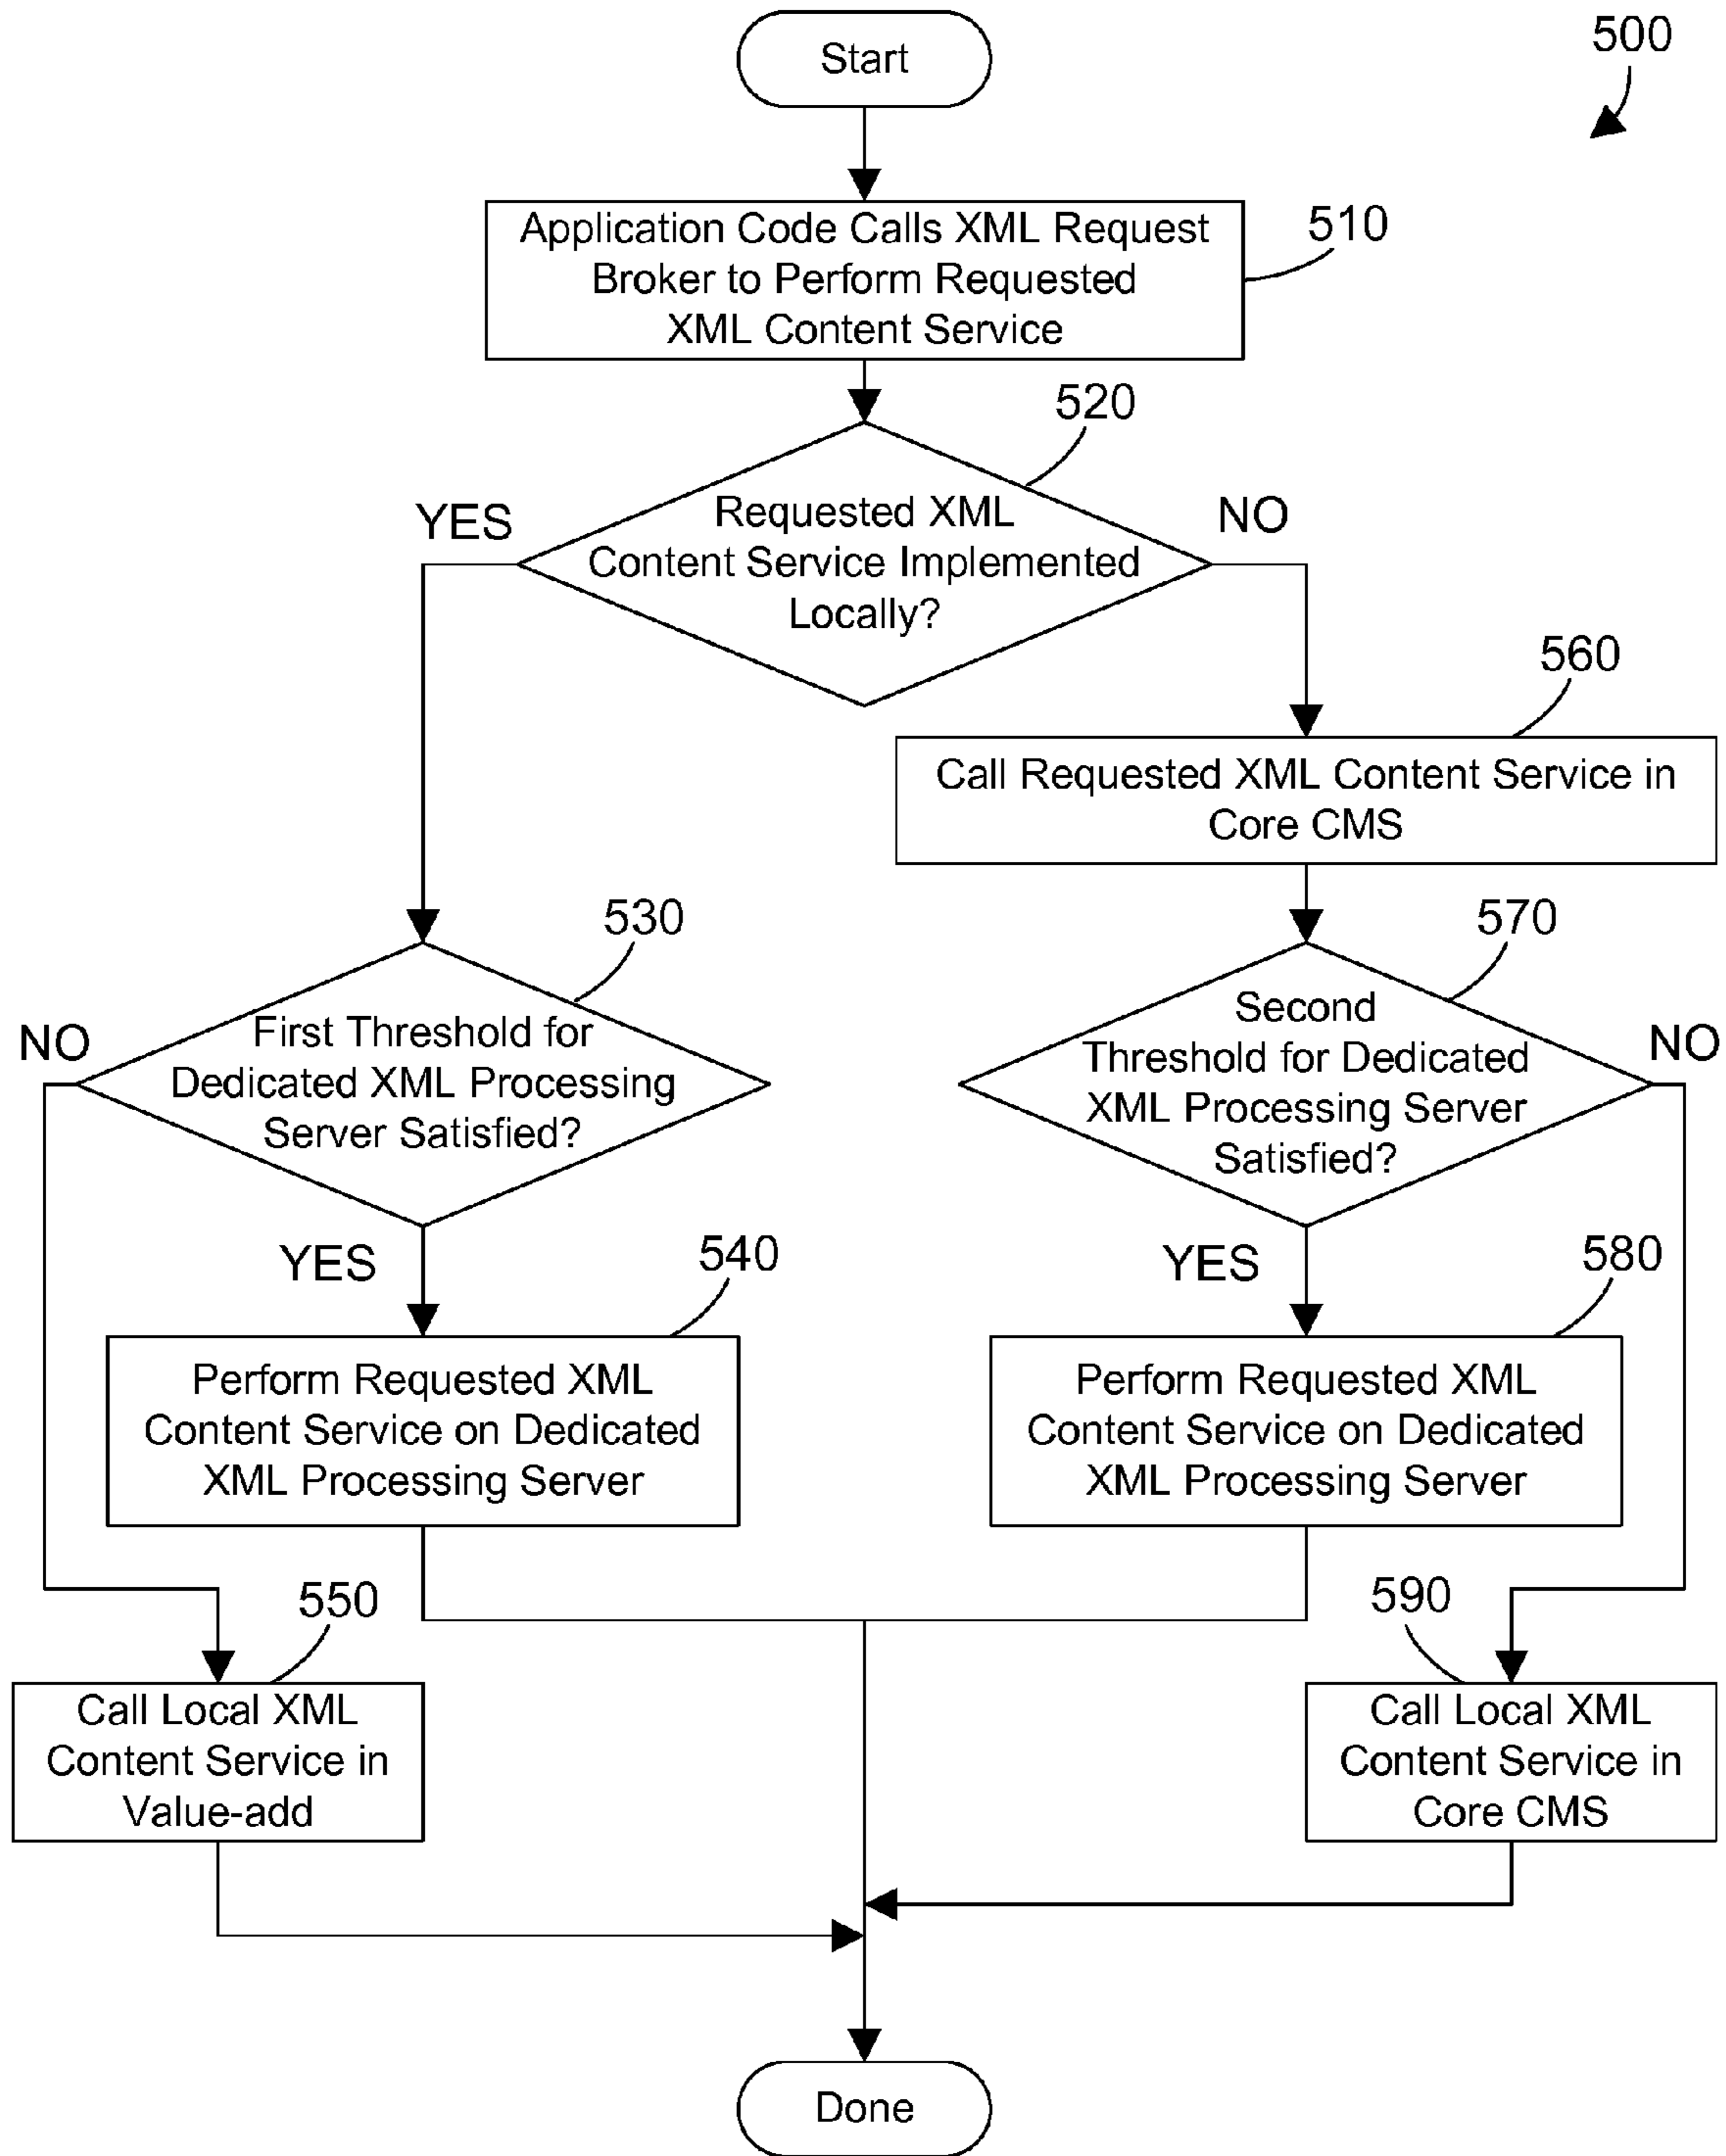 Start
500
Application Code Calls XML Request
Broker to Perform Requested
XML Content Service
510
520
Requested XML
Content Service Implemented
Locally?
YES
NO
560
Call Requested XML Content Service in
Core CMS
530
First Threshold for
Dedicated XML Processing
Server Satisfied?
NO
YES
570
Second
Threshold for Dedicated
XML Processing Server
Satisfied?
NO
YES
540
Perform Requested XML
Content Service on Dedicated
XML Processing Server
580
Perform Requested XML
Content Service on Dedicated
XML Processing Server
550
Call Local XML
Content Service in
Value-add
590
Call Local XML
Content Service in
Core CMS
Done